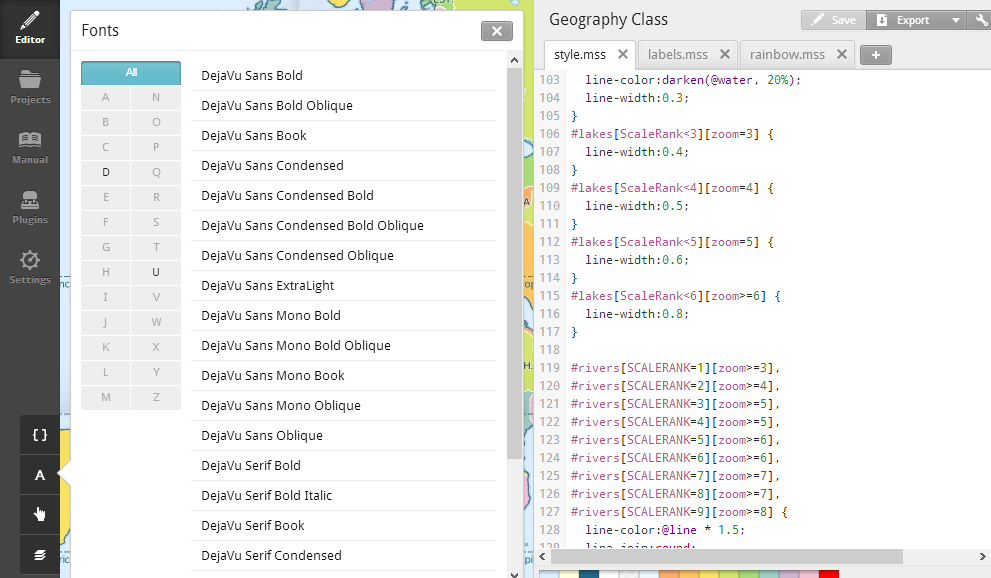 Editor
Projects
Manual
Plugins
Settings
{}
A
Fonts
All
A N
B O
C P
D Q
E R
F S
G T
H U
I V
J W
K X
L Y
M Z
DejaVu Sans Bold
DejaVu Sans Bold Oblique
DejaVu Sans Book
DejaVu Sans Condensed
DejaVu Sans Condensed Bold
DejaVu Sans Condensed Bold Oblique
DejaVu Sans Condensed Oblique
DejaVu Sans ExtraLight
DejaVu Sans Mono Bold
DejaVu Sans Mono Bold Oblique
DejaVu Sans Mono Book
DejaVu Sans Mono Oblique
DejaVu Sans Oblique
DejaVu Serif Bold
DejaVu Serif Bold Italic
DejaVu Serif Book
DejaVu Serif Condensed
Geography Class
Save Export
style.mss labels.mss rainbow.mss +
103 line-color:darken(@water, 20%);
104 line-width:0.3;
105 }
106 #lakes[ScaleRank<3][zoom=3] {
107 line-width:0.4;
108 }
109 #lakes[ScaleRank<4][zoom=4] {
110 line-width:0.5;
111 }
112 #lakes[ScaleRank<5][zoom=5] {
113 line-width:0.6;
114 }
115 #lakes[ScaleRank<6][zoom>=6] {
116 line-width:0.8;
117 }
118
119 #rivers[SCALERANK=1][zoom>=3],
120 #rivers[SCALERANK=2][zoom>=4],
121 #rivers[SCALERANK=3][zoom>=5],
122 #rivers[SCALERANK=4][zoom>=5],
123 #rivers[SCALERANK=5][zoom>=6],
124 #rivers[SCALERANK=6][zoom>=6],
125 #rivers[SCALERANK=7][zoom>=7],
126 #rivers[SCALERANK=8][zoom>=7],
127 #rivers[SCALERANK=9][zoom>=8] {
128 line-color:@line * 1.5;
129 line-join:round;